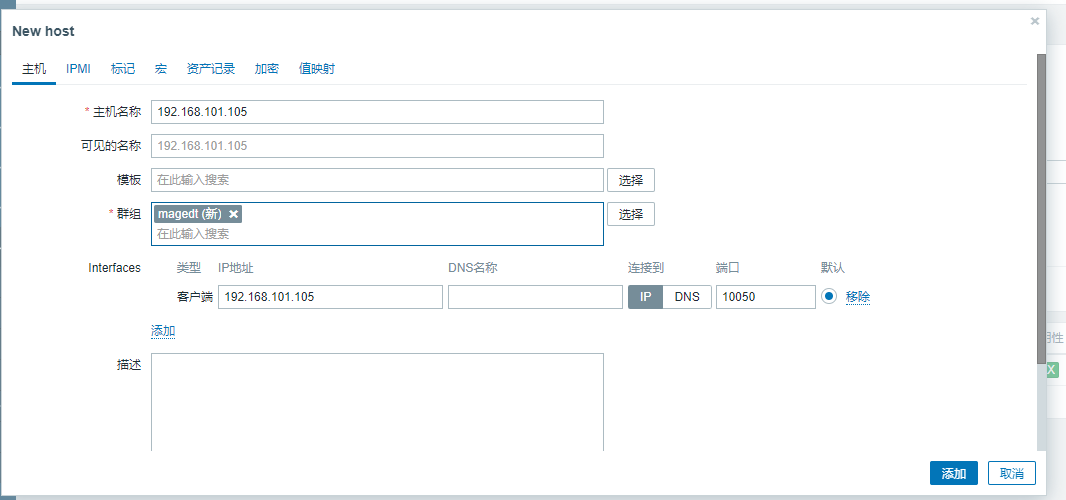 New host
主机 IPMI 标记 宏 资产记录 加密 值映射
* 主机名称 192.168.101.105
可见的名称 192.168.101.105
模板 在此输入搜索 选择
* 群组 magedt (新) 选择
在此输入搜索
Interfaces 类型 IP地址 DNS名称 连接到 端口 默认
客户端 192.168.101.105 IP DNS 10050 移除
添加
描述
添加 取消
性
X